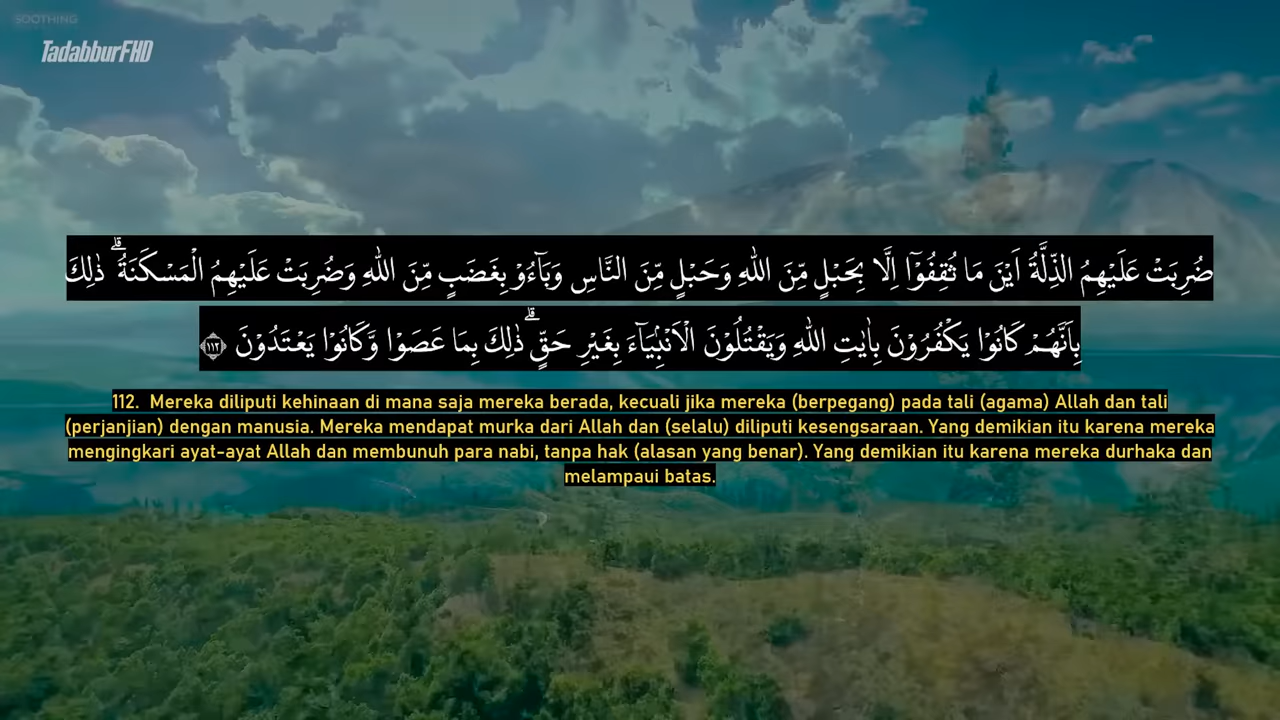 SOOTHING
TadabburFHD
ضُرِبَتْ عَلَيْهِمُ الذِّلَّةُ اَيْنَ مَا ثُقِفُوْٓا اِلَّا بِحَبْلٍ مِّنَ اللّٰهِ وَحَبْلٍ مِّنَ النَّاسِ وَبَاۤءُوْ بِغَضَبٍ مِّنَ اللّٰهِ وَضُرِبَتْ عَلَيْهِمُ الْمَسْكَنَةُ ۗ ذٰلِكَ
بِاَنَّهُمْ كَانُوْا يَكْفُرُوْنَ بِاٰيٰتِ اللّٰهِ وَيَقْتُلُوْنَ الْاَنْۢبِيَاۤءَ بِغَيْرِ حَقٍّ ۗ ذٰلِكَ بِمَا عَصَوْا وَّكَانُوْا يَعْتَدُوْنَ ۝١١٢
112. Mereka diliputi kehinaan di mana saja mereka berada, kecuali jika mereka (berpegang) pada tali (agama) Allah dan tali
(perjanjian) dengan manusia. Mereka mendapat murka dari Allah dan (selalu) diliputi kesengsaraan. Yang demikian itu karena mereka
mengingkari ayat-ayat Allah dan membunuh para nabi, tanpa hak (alasan yang benar). Yang demikian itu karena mereka durhaka dan
melampaui batas.